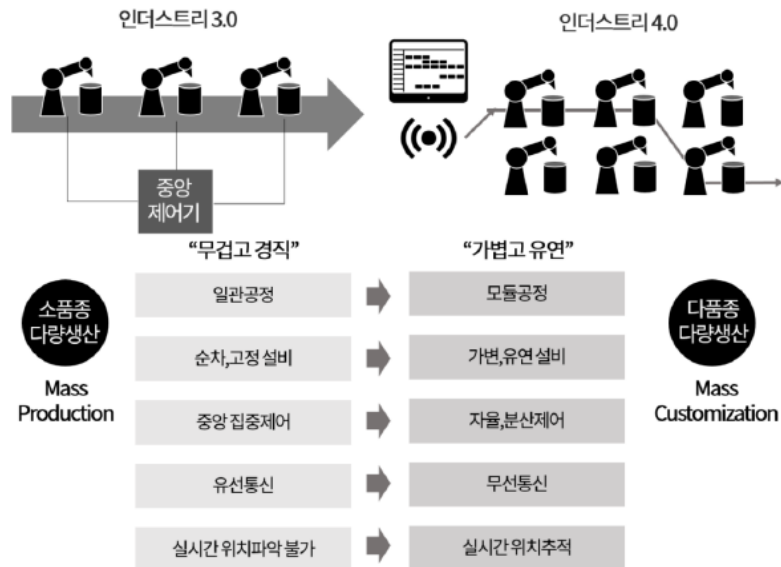 인더스트리 3.0
인더스트리 4.0
중앙
제어기
“무겁고 경직”
“가볍고 유연”
소품종
다량생산
Mass
Production
일관공정
모듈공정
순차,고정 설비
가변,유연 설비
중앙 집중제어
자율,분산제어
유선통신
무선통신
실시간 위치파악 불가
실시간 위치추적
다품종
다량생산
Mass
Customization